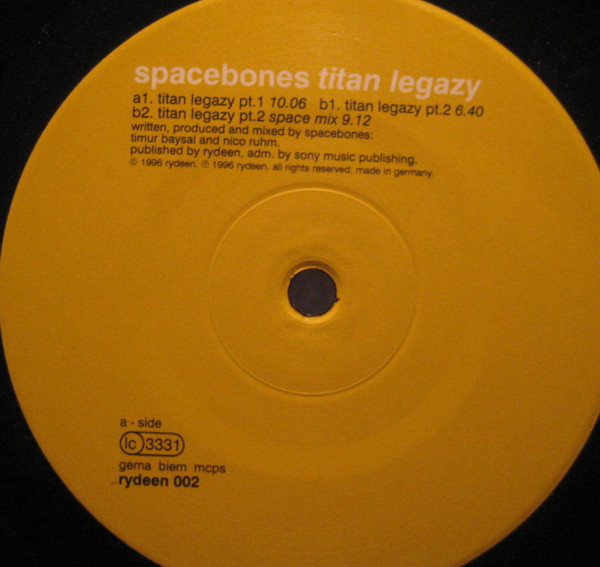 spacebones titan legazy
a1. titan legazy pt.1 10.06 b1. titan legazy pt.2 6.40
b2. titan legazy pt.2 space mix 9.12
written, produced and mixed by spacebones:
timur baysal and nico ruhm.
published by rydeen, adm. by sony music publishing.
© 1996 rydeen. ℗ 1996 rydeen. all rights reserved. made in germany.
a - side
lc 3331
gema biem mcps
rydeen 002